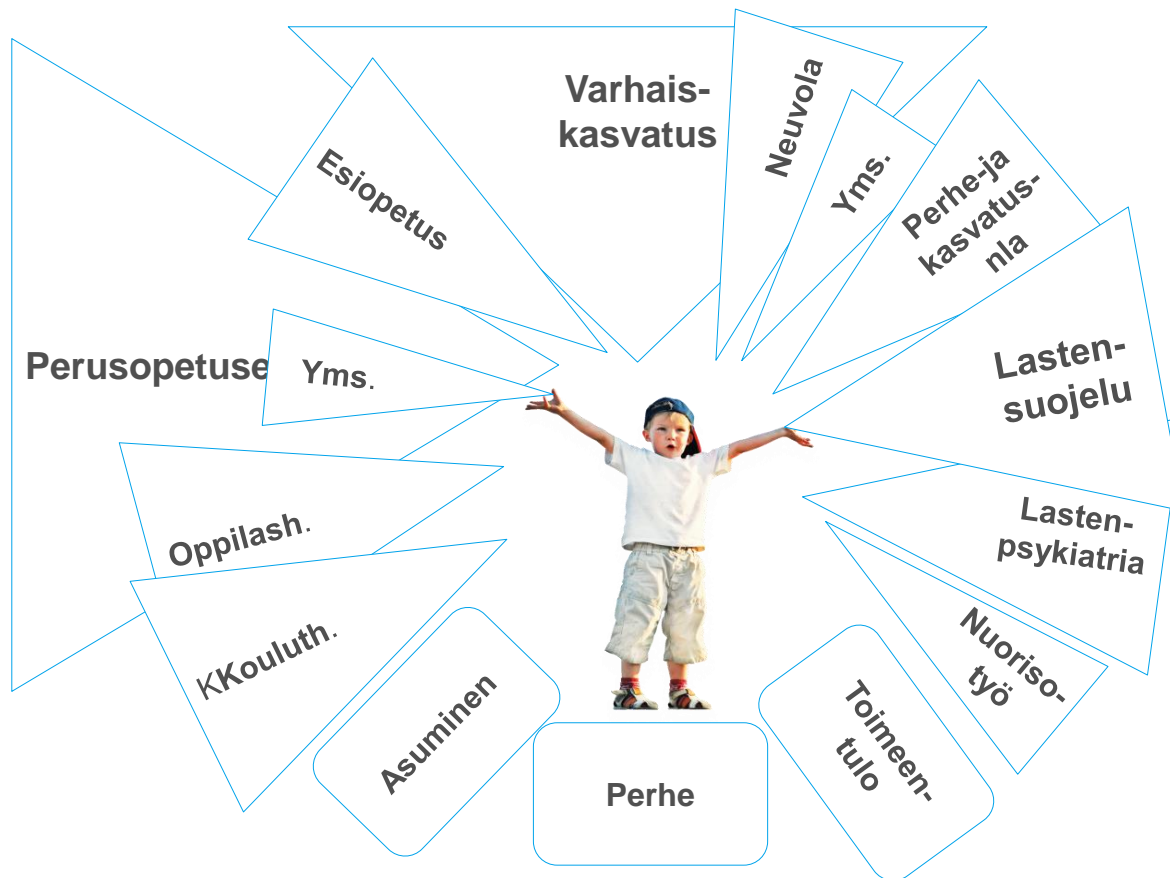 Varhais-
kasvatus
Neuvola
Yms.
Perhe-ja
kasvatus-
nla
Esiopetus
Perusopetuse
Yms.
Lasten-
suojelu
Oppilash.
Lasten-
psykiatria
KKouluth.
Nuoriso-
työ
Asuminen
Toimeen-
tulo
Perhe